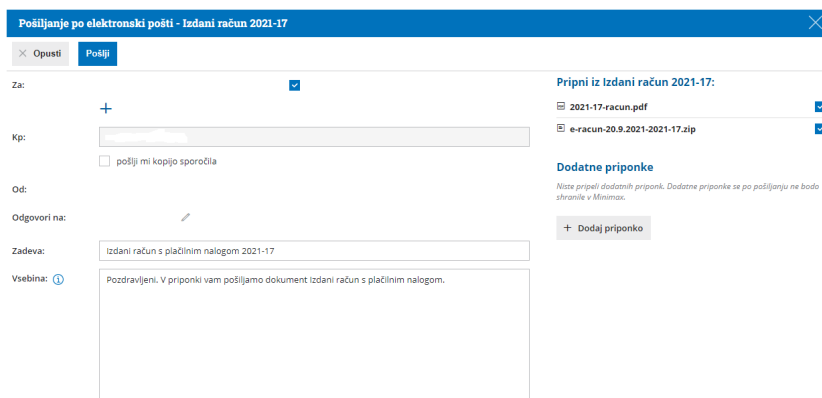 Pošiljanje po elektronski pošti - Izdani račun 2021-17
Opusti
Pošlji
Za:
Kp:
pošlji mi kopijo sporočila
Od:
Odgovori na:
Zadeva:
Izdani račun s plačilnim nalogom 2021-17
Vsebina:
Pozdravljeni. V priponki vam pošiljamo dokument Izdani račun s plačilnim nalogom.
Pripni iz Izdani račun 2021-17:
2021-17-racun.pdf
e-racun-20.9.2021-2021-17.zip
Dodatne priponke
Niste pripeli dodatnih priponk. Dodatne priponke se po pošiljanju ne bodo
shranile v Minimax.
+ Dodaj priponko